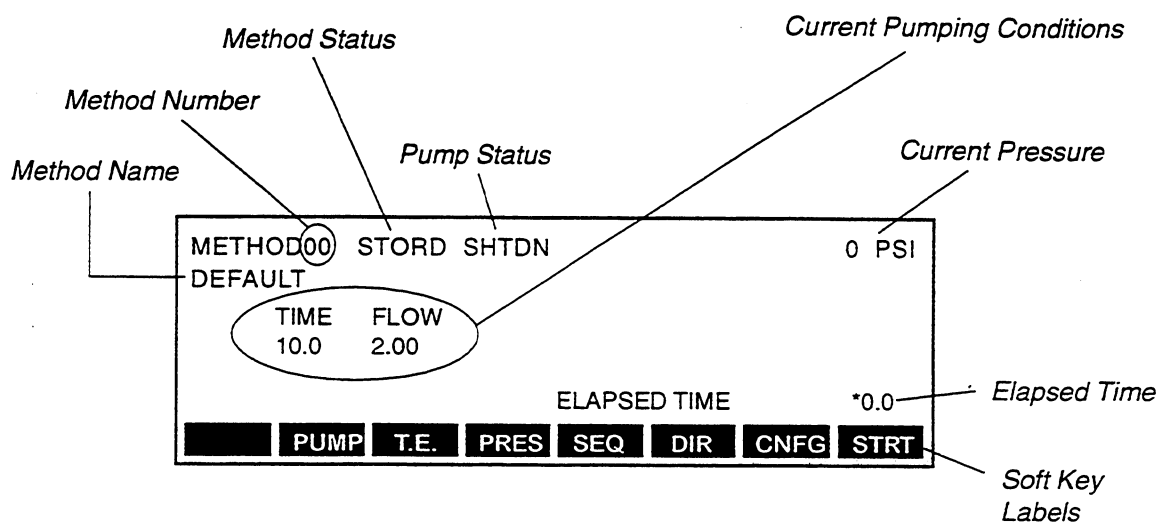 Method Status
Current Pumping Conditions
Method Number
Pump Status
Current Pressure
Method Name
METHOD00 STORD SHTDN 0 PSI
DEFAULT
TIME FLOW
10.0 2.00
ELAPSED TIME *0.0
Elapsed Time
PUMP T.E. PRES SEQ DIR CNFG STRT
Soft Key
Labels